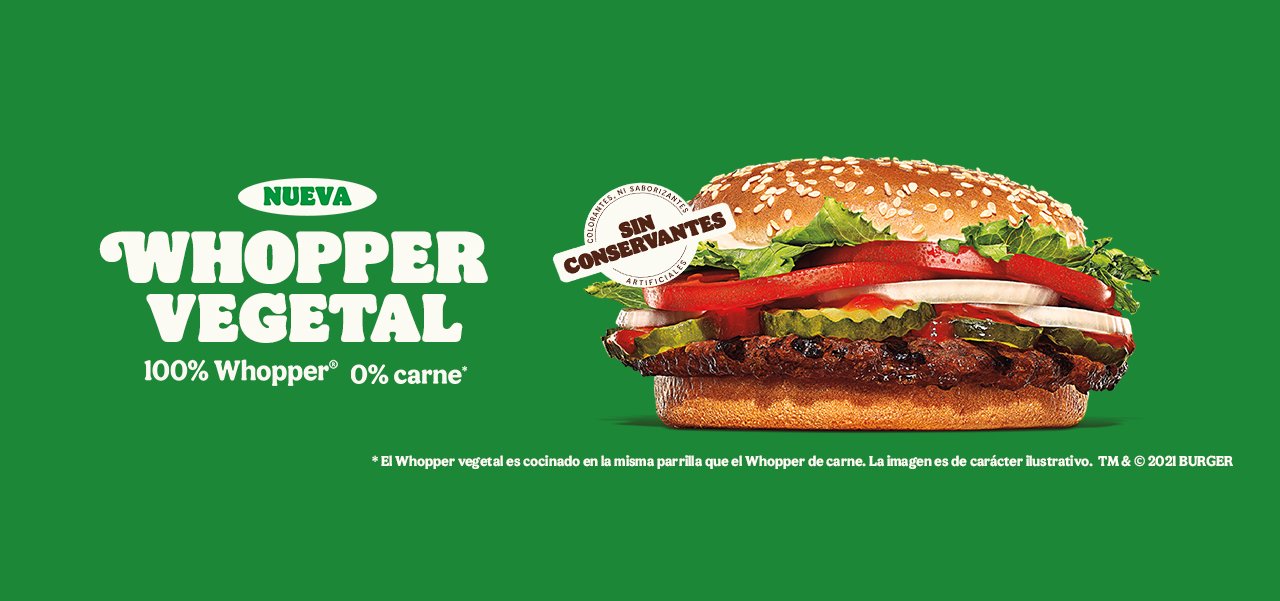 NUEVA
WHOPPER
VEGETAL
100% Whopper® 0% carne*
COLORANTES, NI SABORIZANTES
SIN
CONSERVANTES
ARTIFICIALES
* El Whopper vegetal es cocinado en la misma parrilla que el Whopper de carne. La imagen es de carácter ilustrativo. TM & © 2021 BURGER